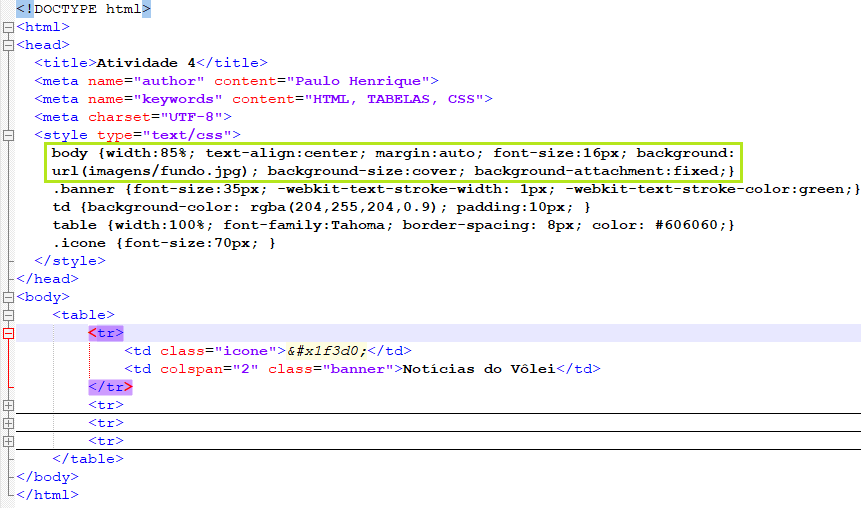 <!DOCTYPE html>
<html>
<head>
<title>Atividade 4</title>
<meta name="author" content="Paulo Henrique">
<meta name="keywords" content="HTML, TABELAS, CSS">
<meta charset="UTF-8">
<style type="text/css">
body {width:85%; text-align:center; margin:auto; font-size:16px; background:
url(imagens/fundo.jpg); background-size:cover; background-attachment:fixed;}
.banner {font-size:35px; -webkit-text-stroke-width: 1px; -webkit-text-stroke-color:green;}
td {background-color: rgba(204,255,204,0.9); padding:10px; }
table {width:100%; font-family:Tahoma; border-spacing: 8px; color: #606060;}
.icone {font-size:70px; }
</style>
</head>
<body>
<table>
<tr>
<td class="icone">&#x1f3d0;</td>
<td colspan="2" class="banner">Notícias do Vôlei</td>
</tr>
<tr>
<tr>
<tr>
</table>
</body>
</html>